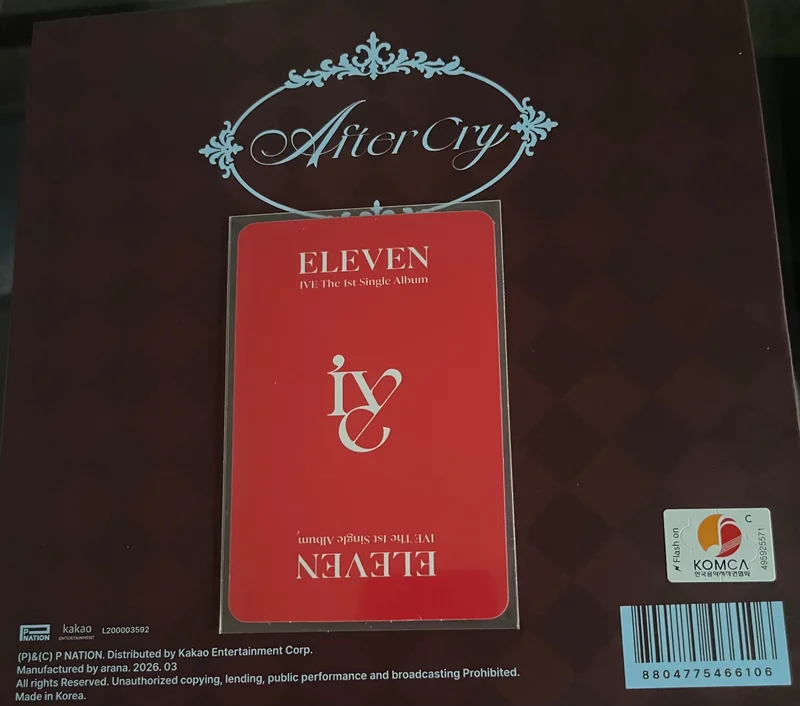 After Cry
ELEVEN
IVE The 1st Single Album
ive
IVE The 1st Single Album
ELEVEN
Flash on
C
KOMCA
한국음악저작권협회
495925571
P NATION
kakao
ENTERTAINMENT
L200003592
(P)&(C) P NATION. Distributed by Kakao Entertainment Corp.
Manufactured by arana. 2026. 03
All rights Reserved. Unauthorized copying, lending, public performance and broadcasting Prohibited.
Made in Korea.
8804775466106